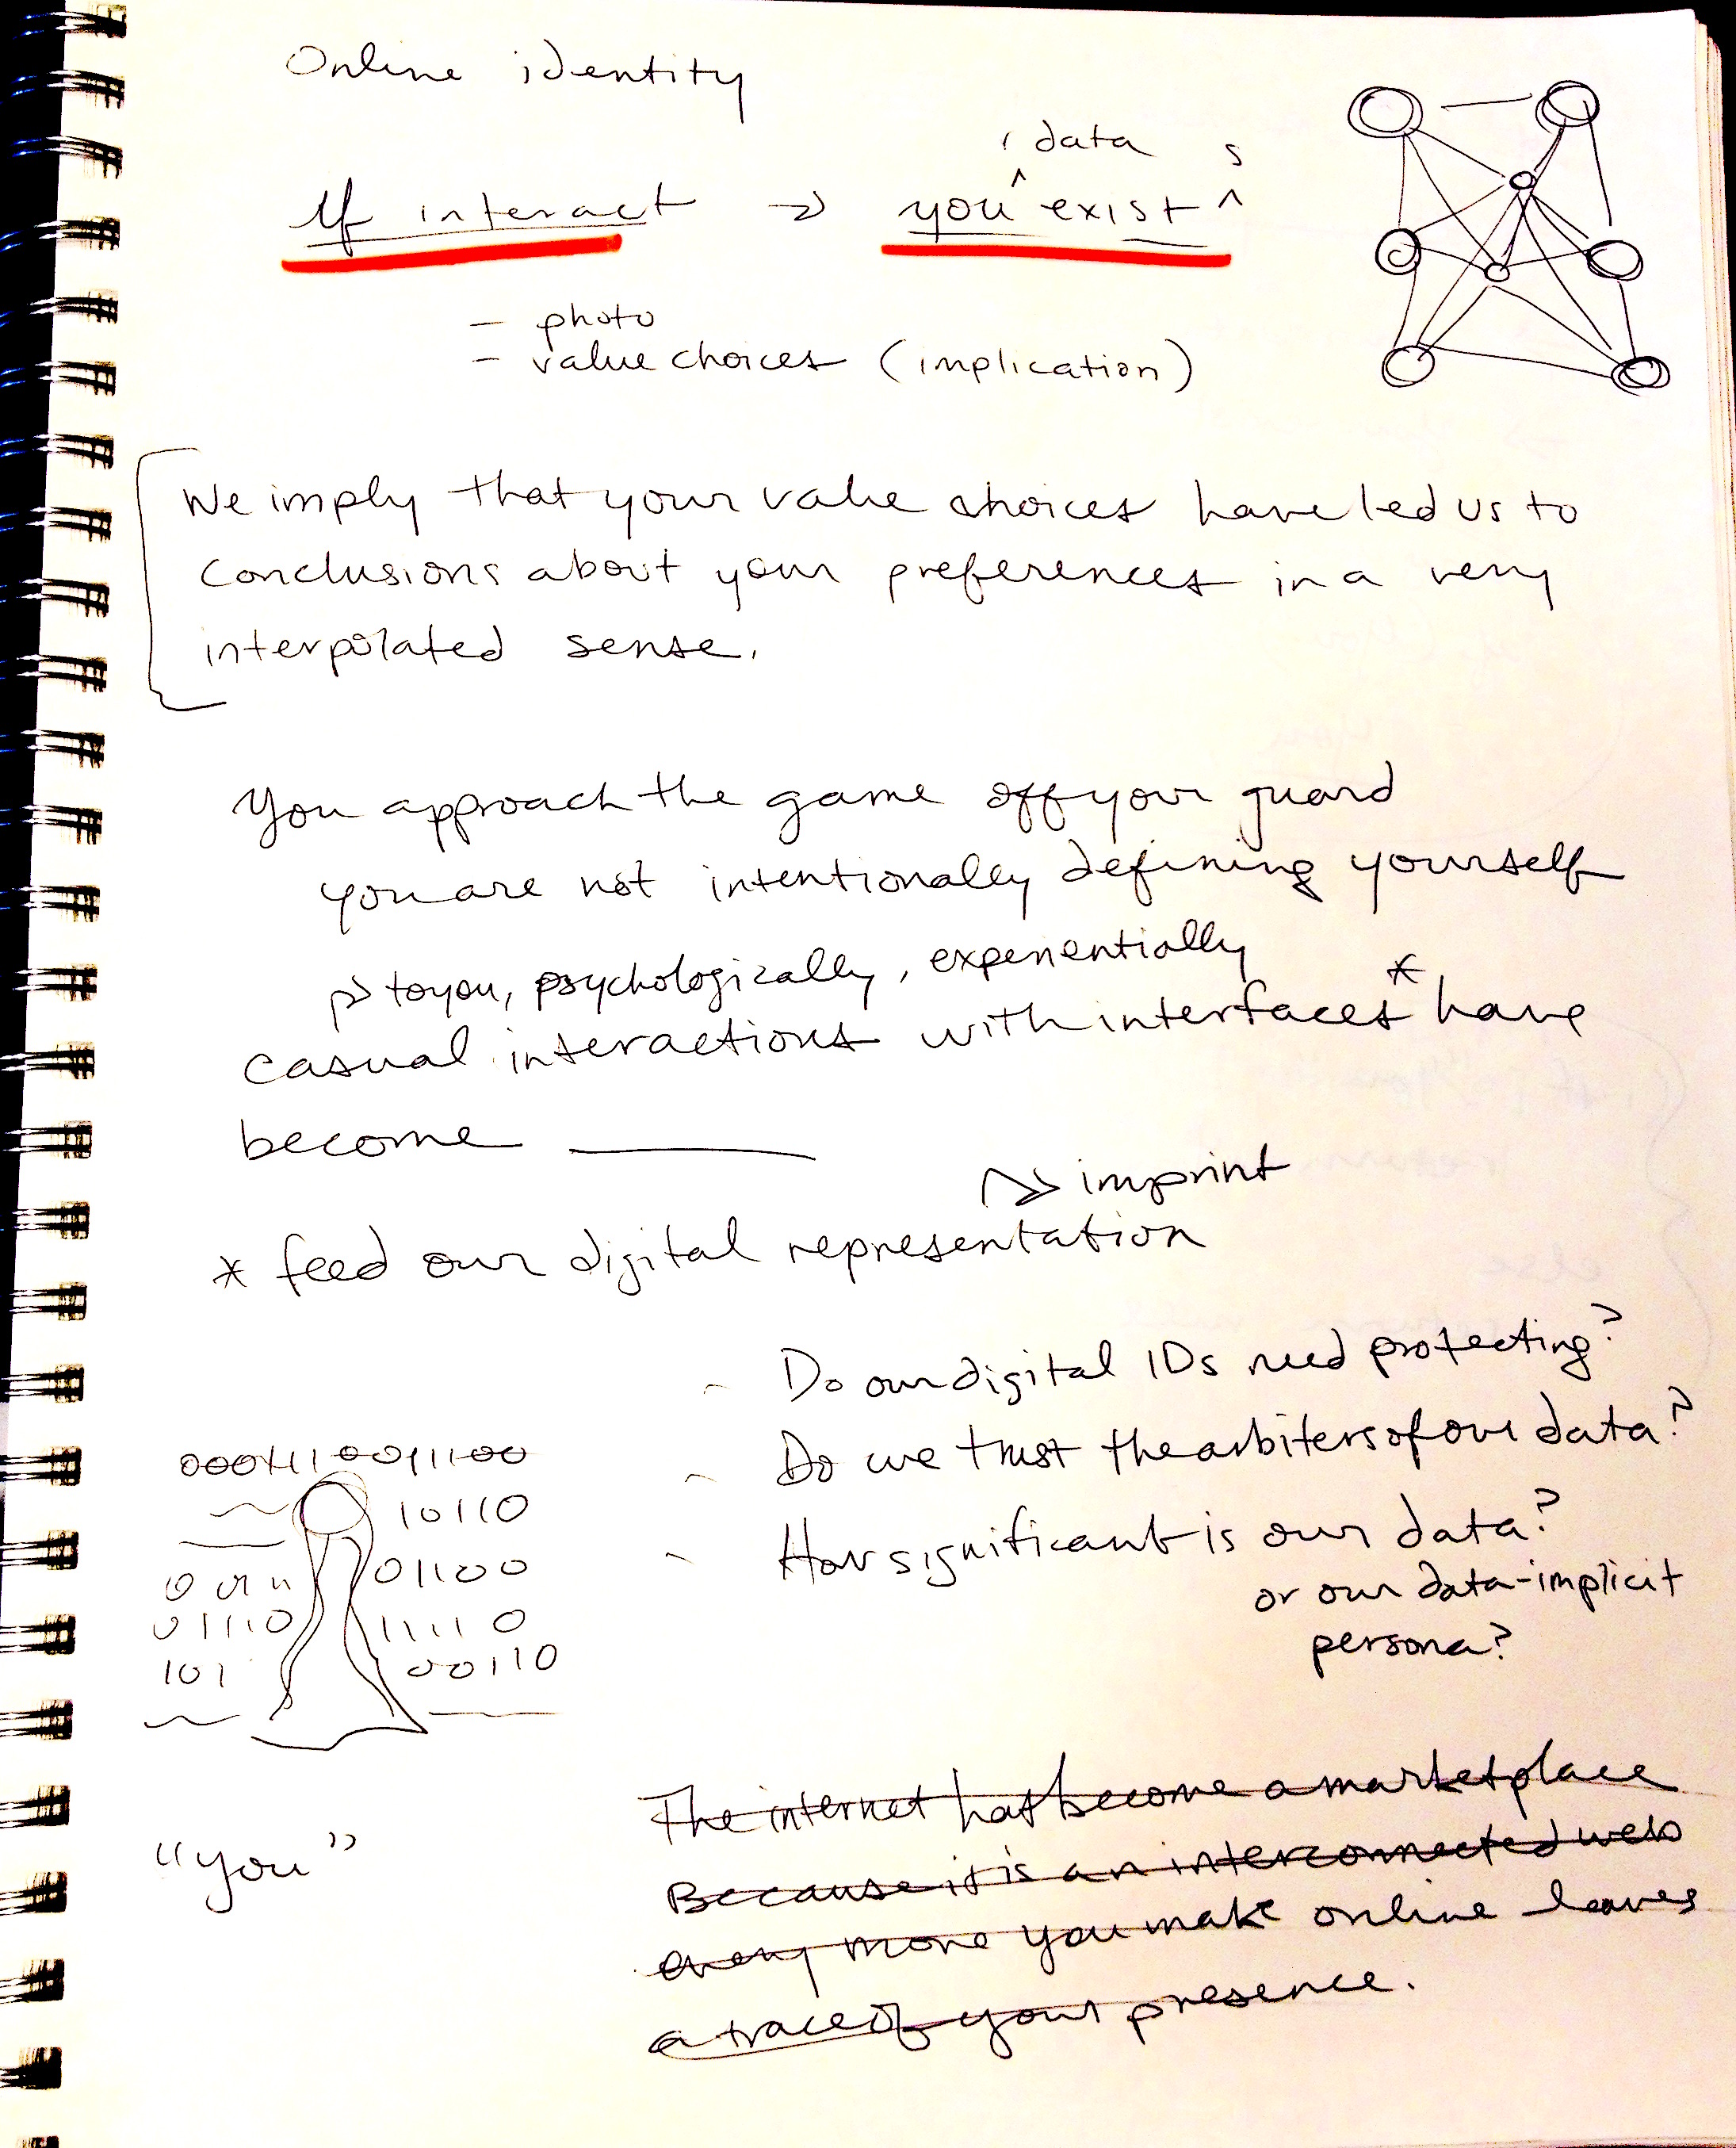 Online identity
' data s
If interact → you ^ exist ^
- photo
- value choices (implication)
We imply that your value choices have led us to
conclusions about your preferences in a very
interpolated sense.
You approach the game off your guard
you are not intentionally defining yourself
→ to you, psychologically, experientially
casual interactions with interfaces * have
become ______
→ imprint
* feed our digital representation
- Do our digital IDs need protecting?
- Do we trust the arbiters of our data?
- How significant is our data?
or our data-implicit
persona?
10110
01100
01110 11110
101 00110
"you"
The internet has become a marketplace
Because it is an interconnected web
every move you make online leaves
a trace of your presence.